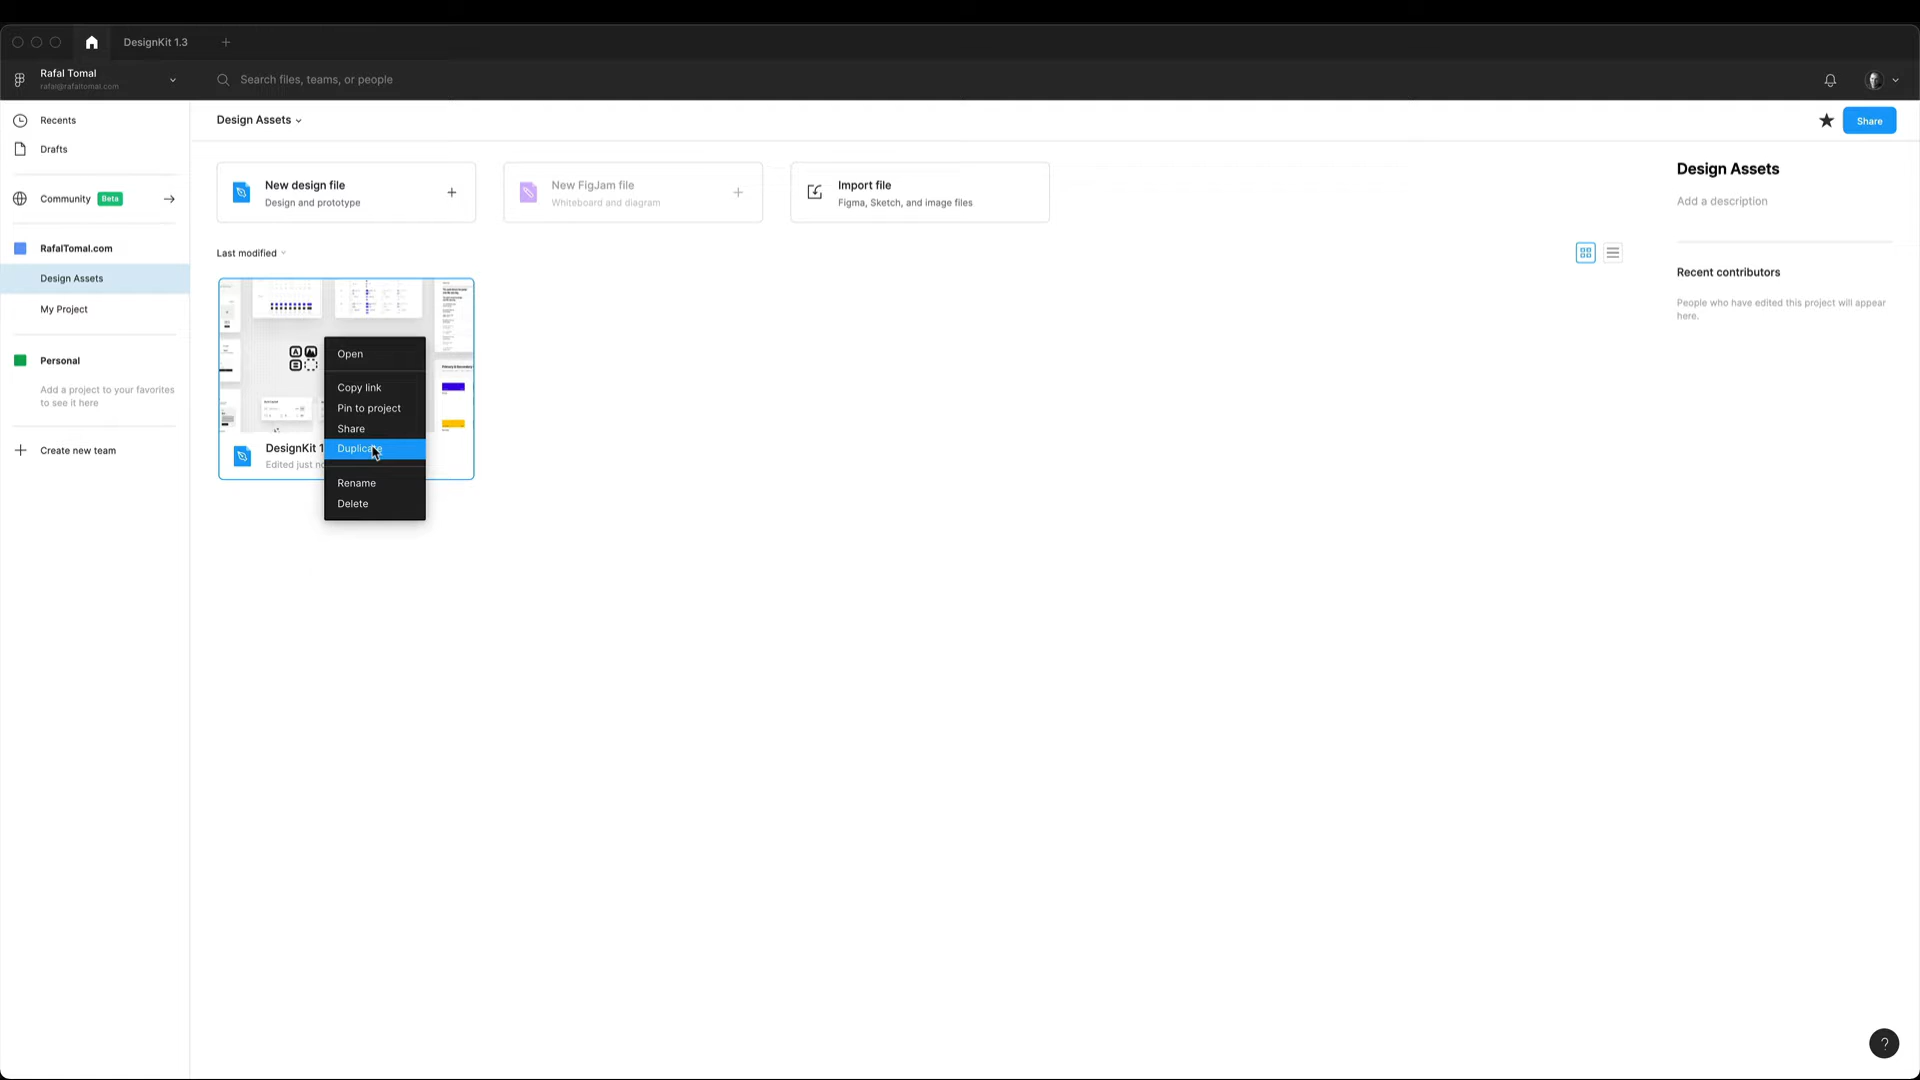 DesignKit 1.3
Rafal Tomal
rafal@rafaltomal.com
Search files, teams, or people
Recents
Drafts
Community Beta
RafalTomal.com
Design Assets
My Project
Personal
Add a project to your favorites
to see it here
Create new team
Design Assets
Share
New design file
Design and prototype
New FigJam file
Whiteboard and diagram
Import file
Figma, Sketch, and image files
Last modified
Open
Copy link
Pin to project
Share
Duplicate
Rename
Delete
DesignKit 1
Edited just
Design Assets
Add a description
Recent contributors
People who have edited this project will appear
here.
?